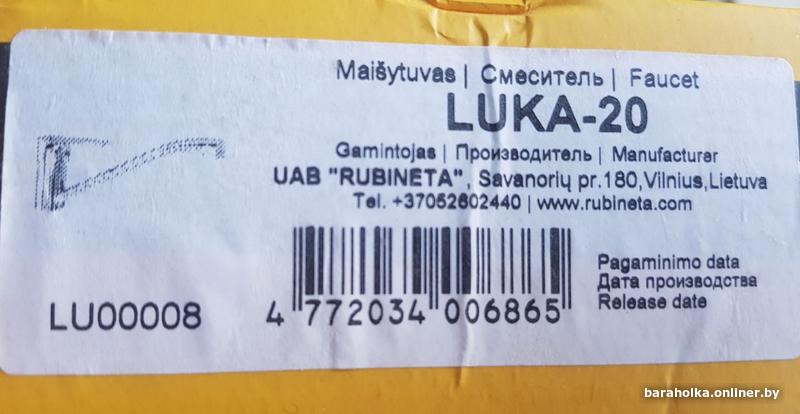 Maišytuvas | Смеситель | Faucet
LUKA-20
Gamintojas | Производитель | Manufacturer
UAB "RUBINETA", Savanorių pr.180,Vilnius,Lietuva
Tel. +37052602440 | www.rubineta.com
Pagaminimo data
Дата производства
Release date
LU00008
4 772034 006865
baraholka.onliner.by